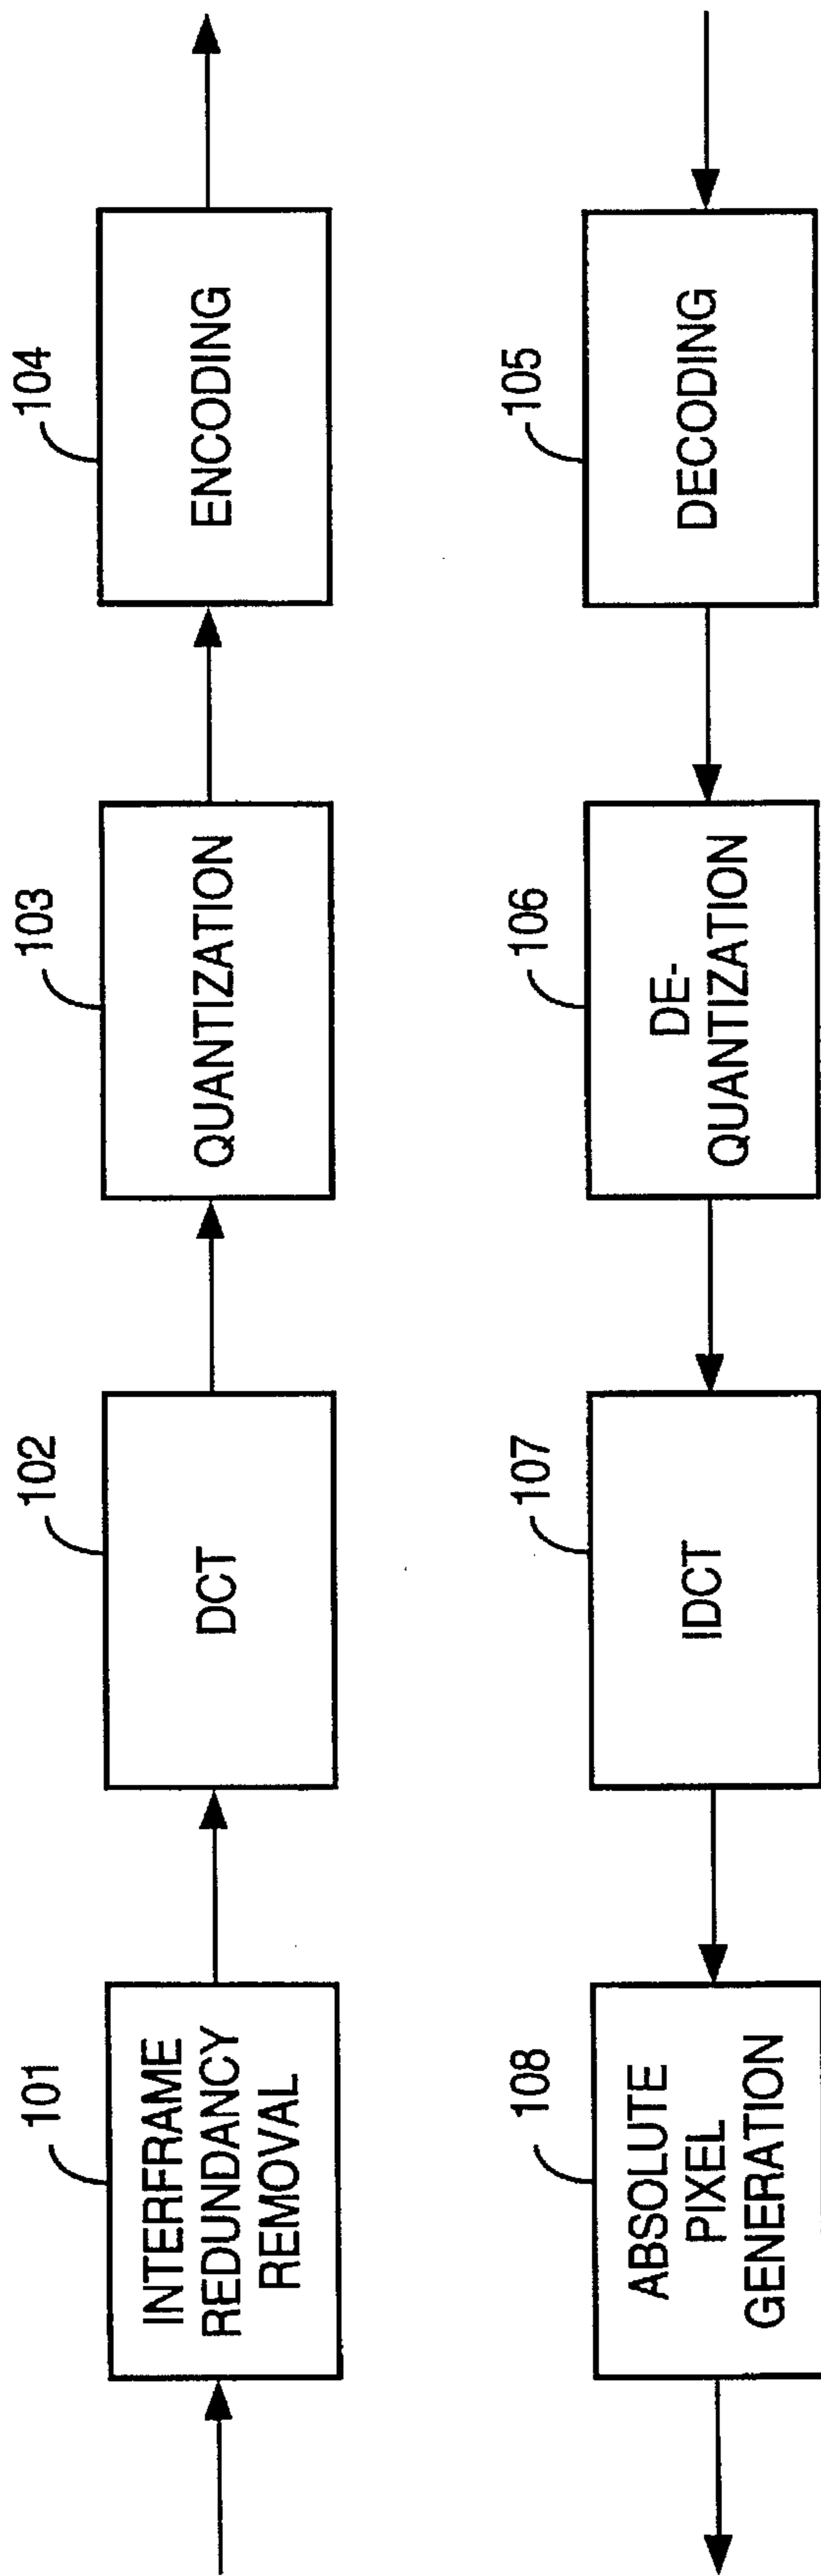 101
INTERFRAME
REDUNDANCY
REMOVAL
102
DCT
103
QUANTIZATION
104
ENCODING
108
ABSOLUTE
PIXEL
GENERATION
107
IDCT
106
DE-
QUANTIZATION
105
DECODING